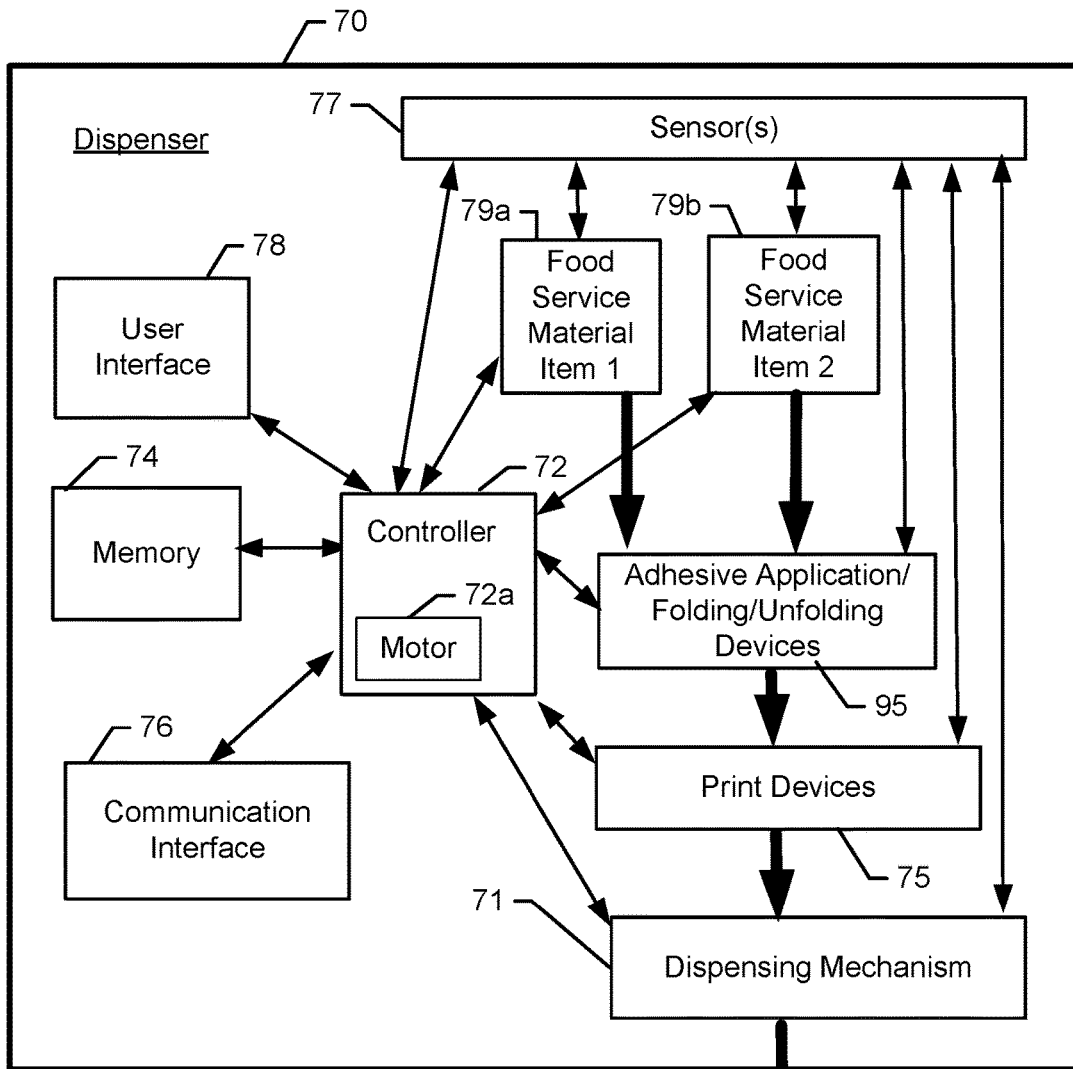 70
77
Sensor(s)
Dispenser
79a
79b
78
Food
Service
Material
Item 1
Food
Service
Material
Item 2
User
Interface
74
72
Memory
Controller
72a
Motor
Adhesive Application/
Folding/Unfolding
Devices
95
76
Communication
Interface
Print Devices
75
71
Dispensing Mechanism